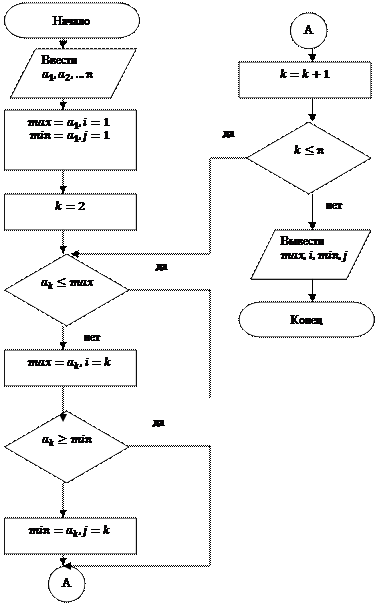 Начало
Ввести
a₁, a₂, ... n
max = a₁, i = 1
min = a₁, j = 1
k = 2
aₖ ≤ max
да
нет
max = aₖ, i = k
aₖ ≥ min
да
min = aₖ, j = k
A
A
k = k + 1
k ≤ n
да
нет
Вывести
max, i, min, j
Конец